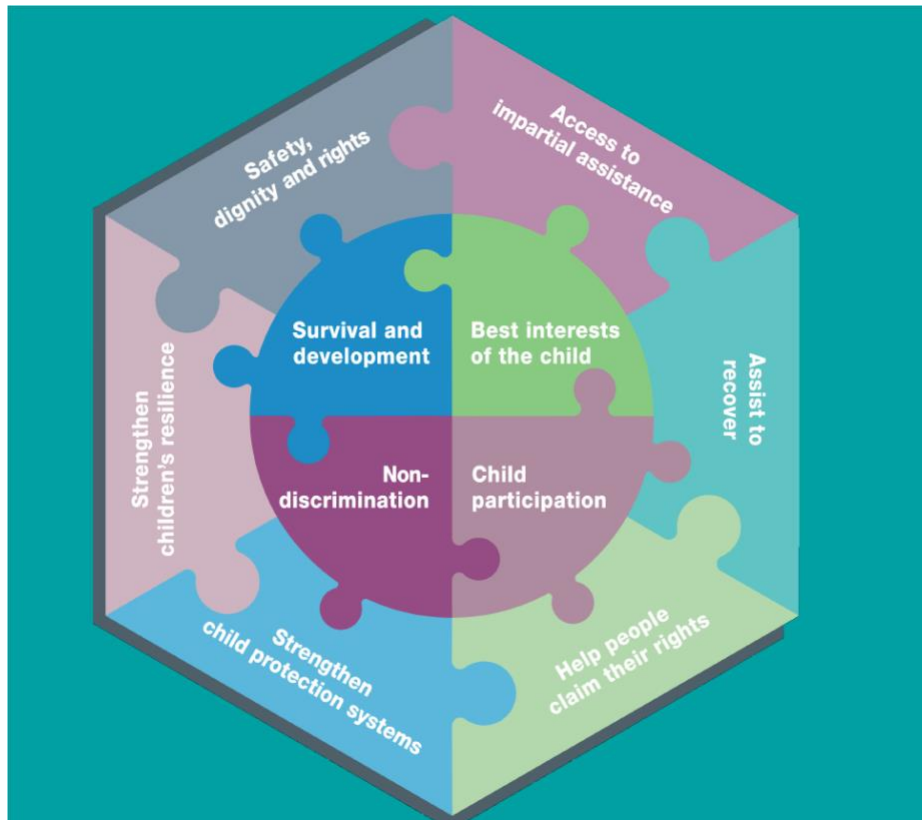 Safety,
dignity and rights
Access to
impartial assistance
Survival and
development
Best interests
of the child
Strengthen
children's resilience
Assist to
recover
Non-
discrimination
Child
participation
Strengthen
child protection systems
Help people
claim their rights